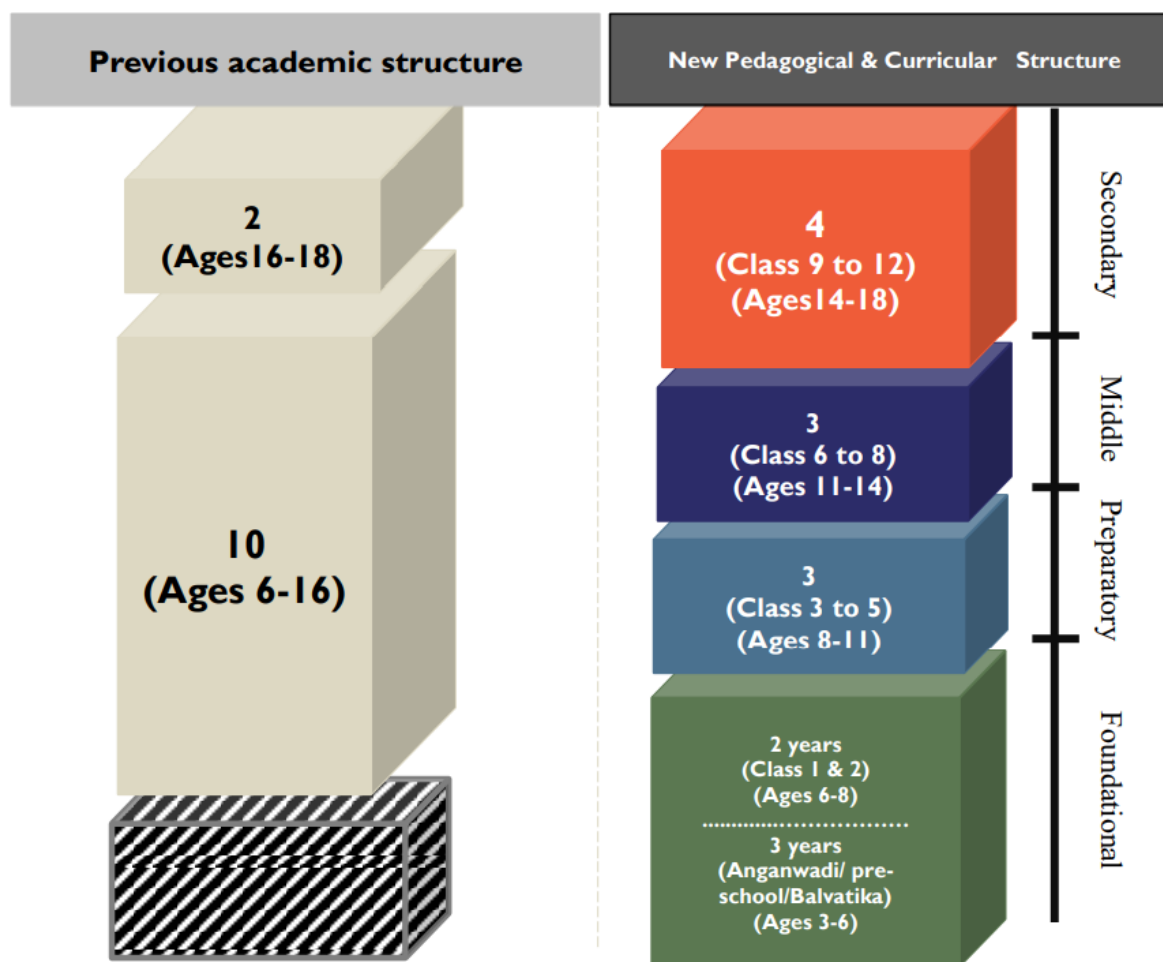 Previous academic structure
2
(Ages16-18)
10
(Ages 6-16)
New Pedagogical & Curricular Structure
4
(Class 9 to 12)
(Ages14-18)
3
(Class 6 to 8)
(Ages 11-14)
3
(Class 3 to 5)
(Ages 8-11)
2 years
(Class 1 & 2)
(Ages 6-8)
................................
3 years
(Anganwadi/ pre-
school/Balvatika)
(Ages 3-6)
Secondary
Middle
Preparatory
Foundational